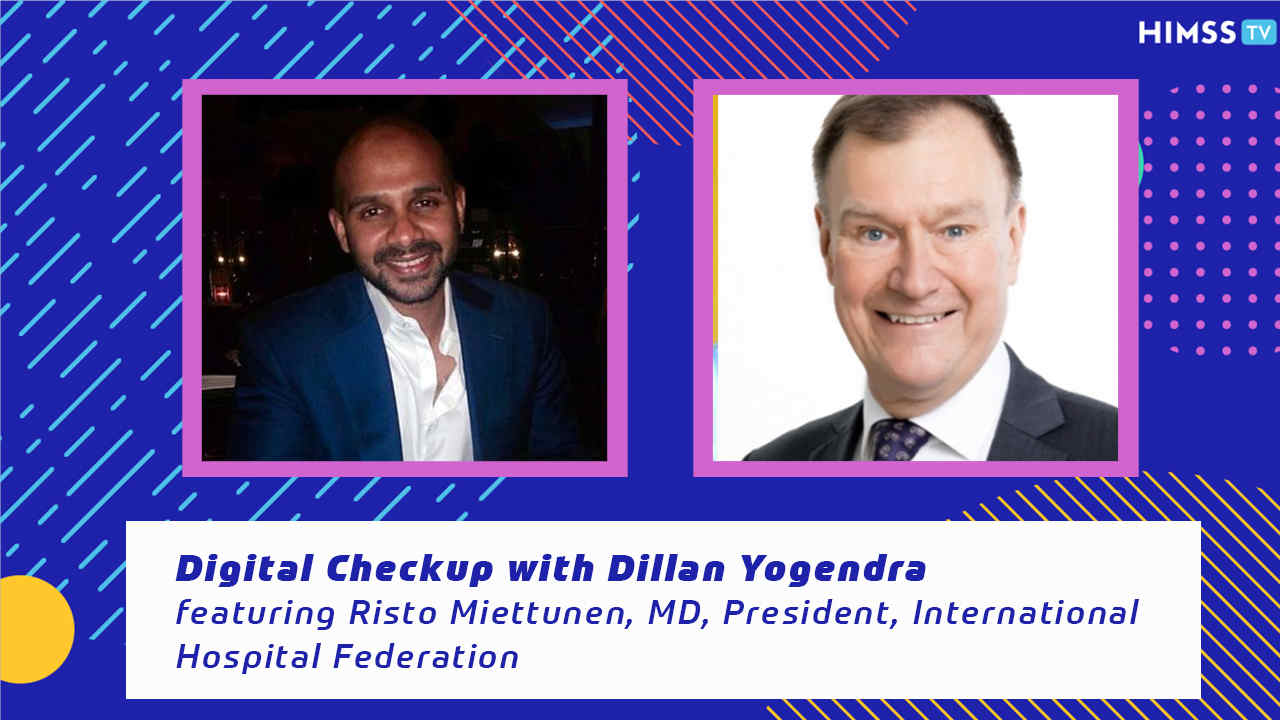 HIMSS TV
Digital Checkup with Dillan Yogendra
featuring Risto Miettunen, MD, President, International
Hospital Federation